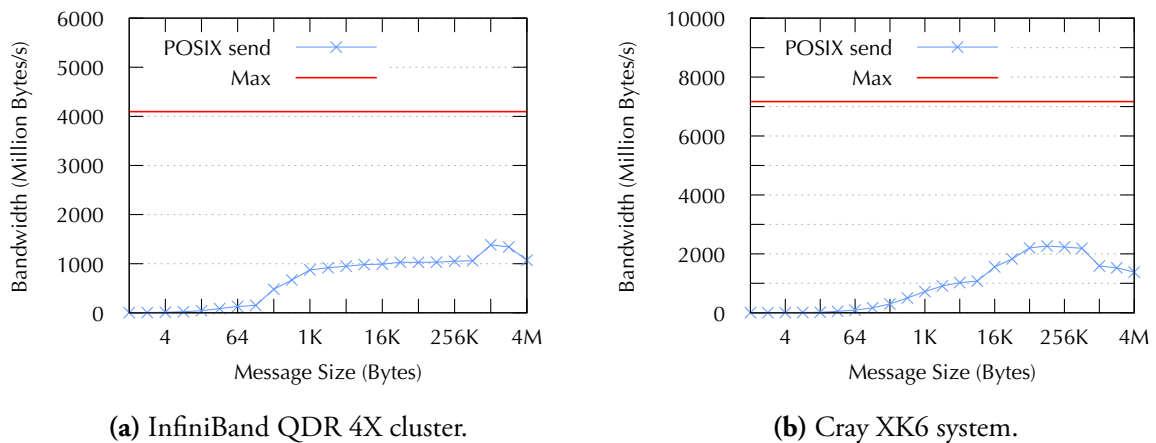 6000
5000
4000
3000
2000
1000
0
Bandwidth (Million Bytes/s)
POSIX send
Max
4 64 1K 16K 256K 4M
Message Size (Bytes)
(a) InfiniBand QDR 4X cluster.
10000
8000
6000
4000
2000
0
Bandwidth (Million Bytes/s)
POSIX send
Max
4 64 1K 16K 256K 4M
Message Size (Bytes)
(b) Cray XK6 system.